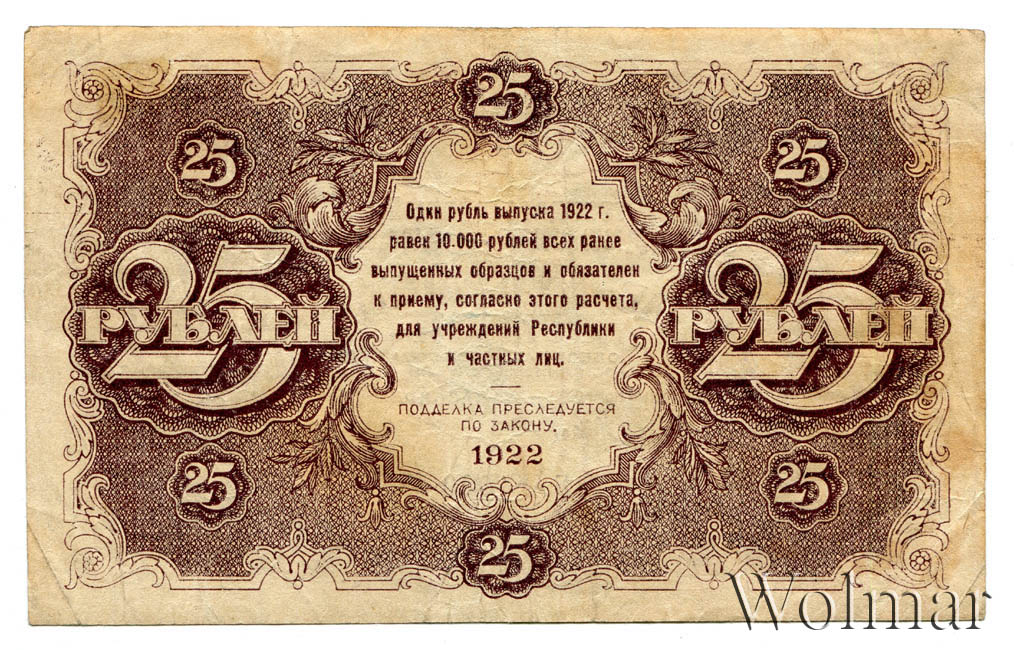 25
25
25
Один рубль выпуска 1922 г.
равен 10.000 рублей всех ранее
выпущенных образцов и обязателен
к приему, согласно этого расчета,
для учреждений Республики
и частных лиц.
25 РУБЛЕЙ
25 РУБЛЕЙ
ПОДДЕЛКА ПРЕСЛЕДУЕТСЯ
ПО ЗАКОНУ.
1922
25
25
25
Wolmar